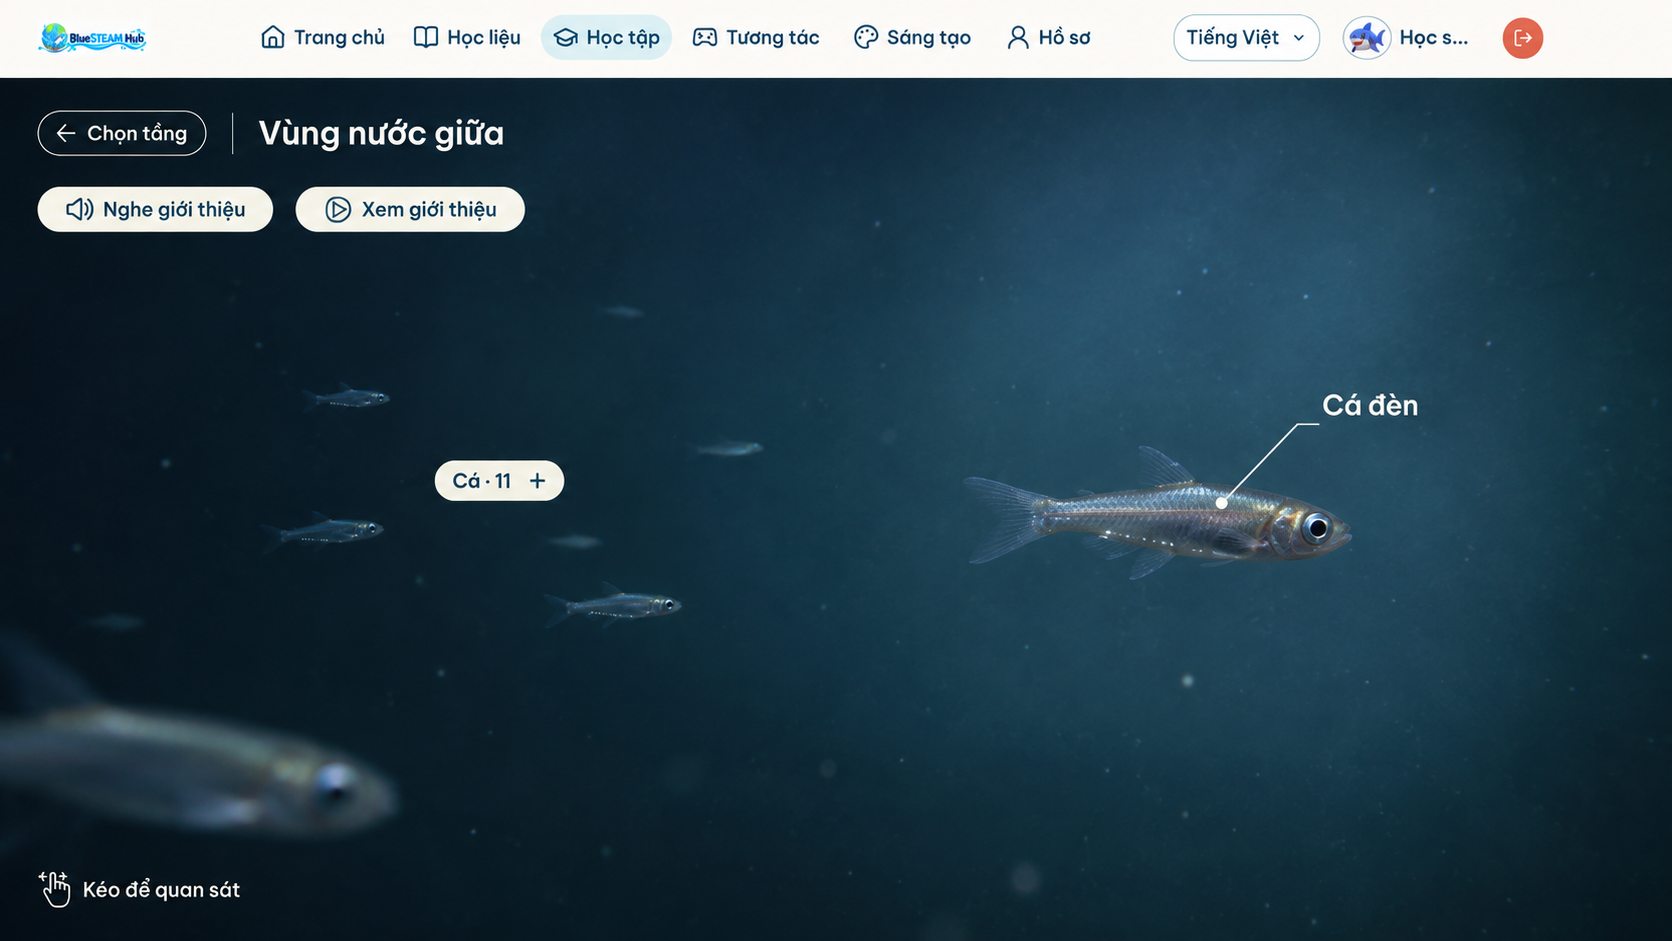 BlueSTEAM Hub
Trang chủ
Học liệu
Học tập
Tương tác
Sáng tạo
Hồ sơ
Tiếng Việt
Học s...
Chọn tầng
Vùng nước giữa
Nghe giới thiệu
Xem giới thiệu
Cá đèn
Cá · 11 +
Kéo để quan sát